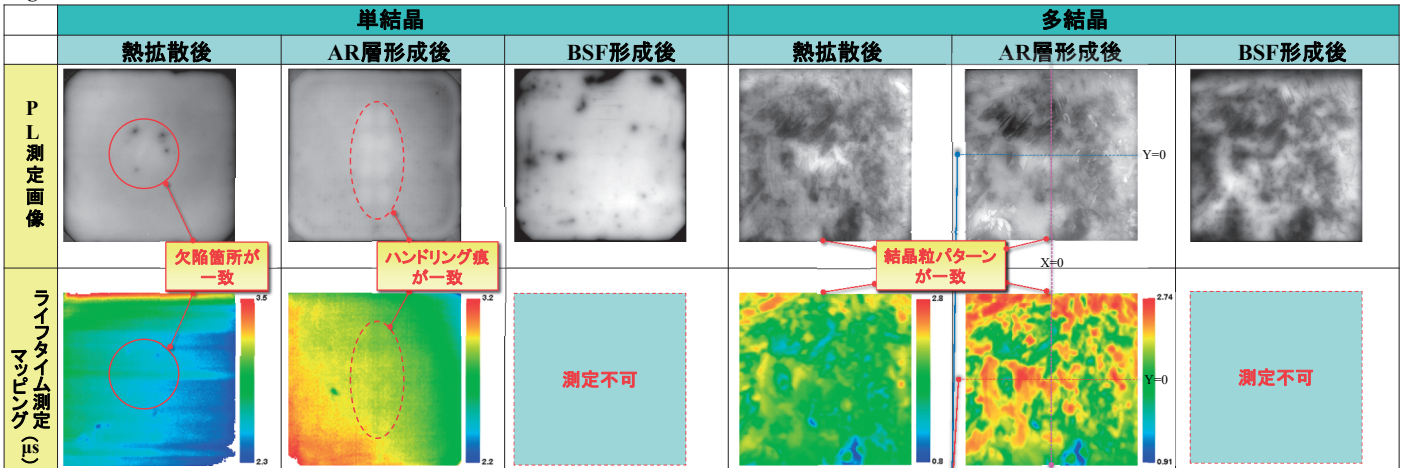 単結晶
多結晶
熱拡散後
AR層形成後
BSF形成後
熱拡散後
AR層形成後
BSF形成後
PL測定画像
Y=0
X=0
欠陥箇所が
一致
ハンドリング痕
が一致
結晶粒パターン
が一致
ライフタイム測定
マッピング(μs)
3.5
2.3
3.2
2.2
測定不可
2.8
0.8
2.74
Y=0
0.91
測定不可